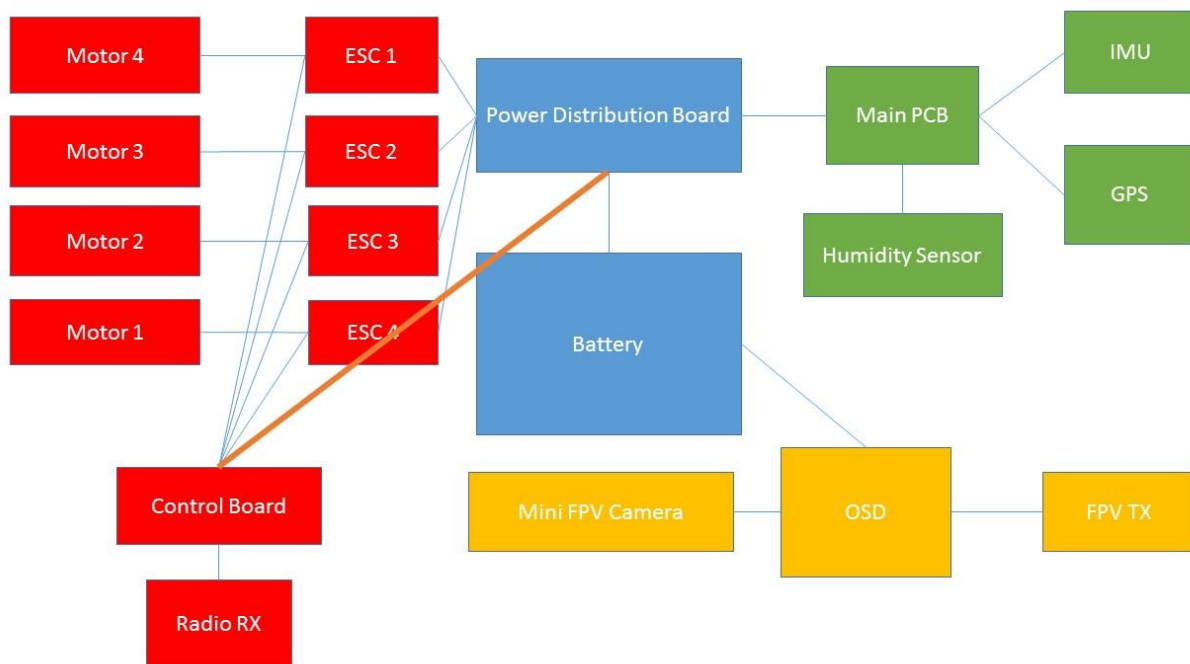 Motor 4
ESC 1
Power Distribution Board
Main PCB
IMU
Motor 3
ESC 2
GPS
Motor 2
ESC 3
Humidity Sensor
Motor 1
ESC 4
Battery
Control Board
Mini FPV Camera
OSD
FPV TX
Radio RX